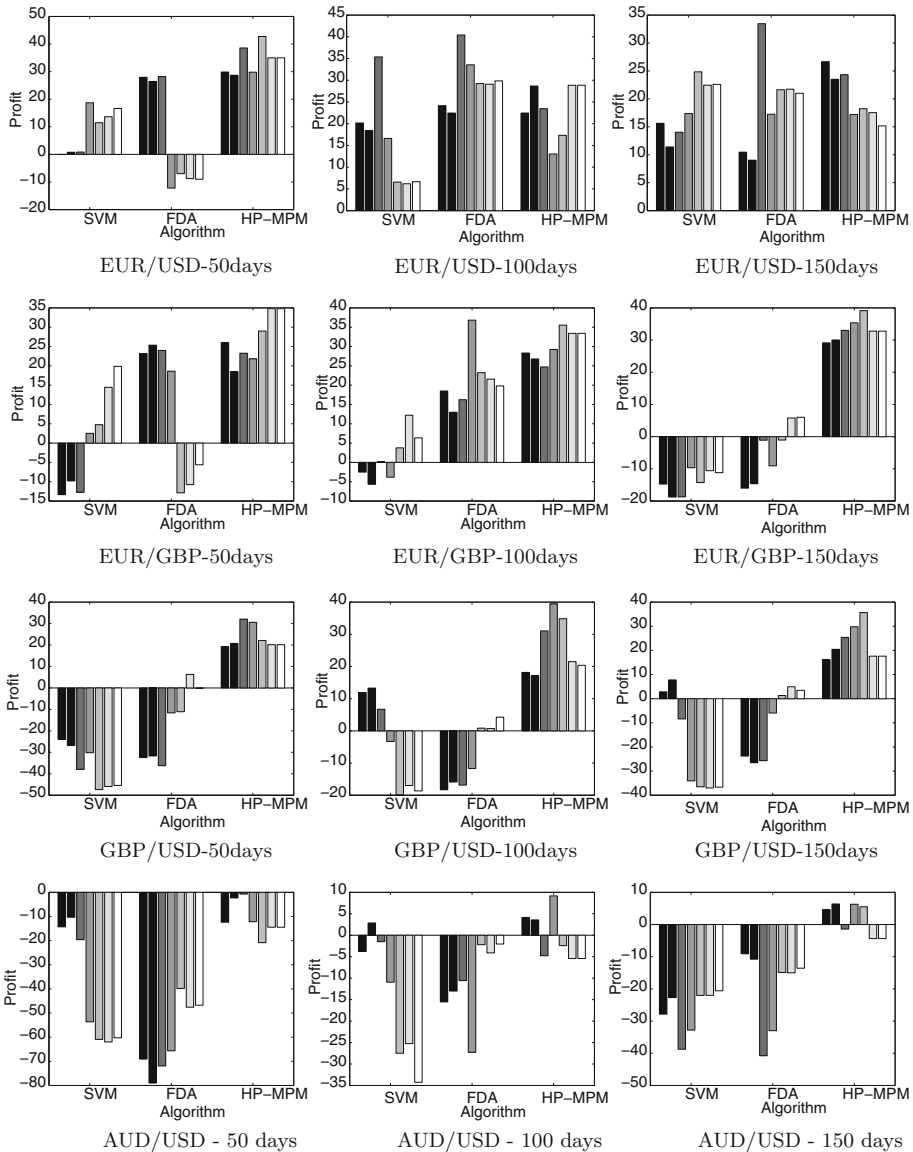 50
40
30
20
10
0
−10
−20
Profit
SVM FDA HP−MPM
Algorithm
EUR/USD-50days
45
40
35
30
25
20
15
10
5
0
Profit
SVM FDA HP−MPM
Algorithm
EUR/USD-100days
35
30
25
20
15
10
5
0
Profit
SVM FDA HP−MPM
Algorithm
EUR/USD-150days
35
30
25
20
15
10
5
0
−5
−10
−15
Profit
SVM FDA HP−MPM
Algorithm
EUR/GBP-50days
40
35
30
25
20
15
10
5
0
−5
−10
Profit
SVM FDA HP−MPM
Algorithm
EUR/GBP-100days
40
30
20
10
0
−10
−20
Profit
SVM FDA HP−MPM
Algorithm
EUR/GBP-150days
40
30
20
10
0
−10
−20
−30
−40
−50
Profit
SVM FDA HP−MPM
Algorithm
GBP/USD-50days
40
30
20
10
0
−10
−20
Profit
SVM FDA HP−MPM
Algorithm
GBP/USD-100days
40
30
20
10
0
−10
−20
−30
−40
Profit
SVM FDA HP−MPM
Algorithm
GBP/USD-150days
0
−10
−20
−30
−40
−50
−60
−70
−80
Profit
SVM FDA HP−MPM
Algorithm
AUD/USD - 50 days
10
5
0
−5
−10
−15
−20
−25
−30
−35
Profit
SVM FDA HP−MPM
Algorithm
AUD/USD - 100 days
10
0
−10
−20
−30
−40
−50
Profit
SVM FDA HP−MPM
Algorithm
AUD/USD - 150 days